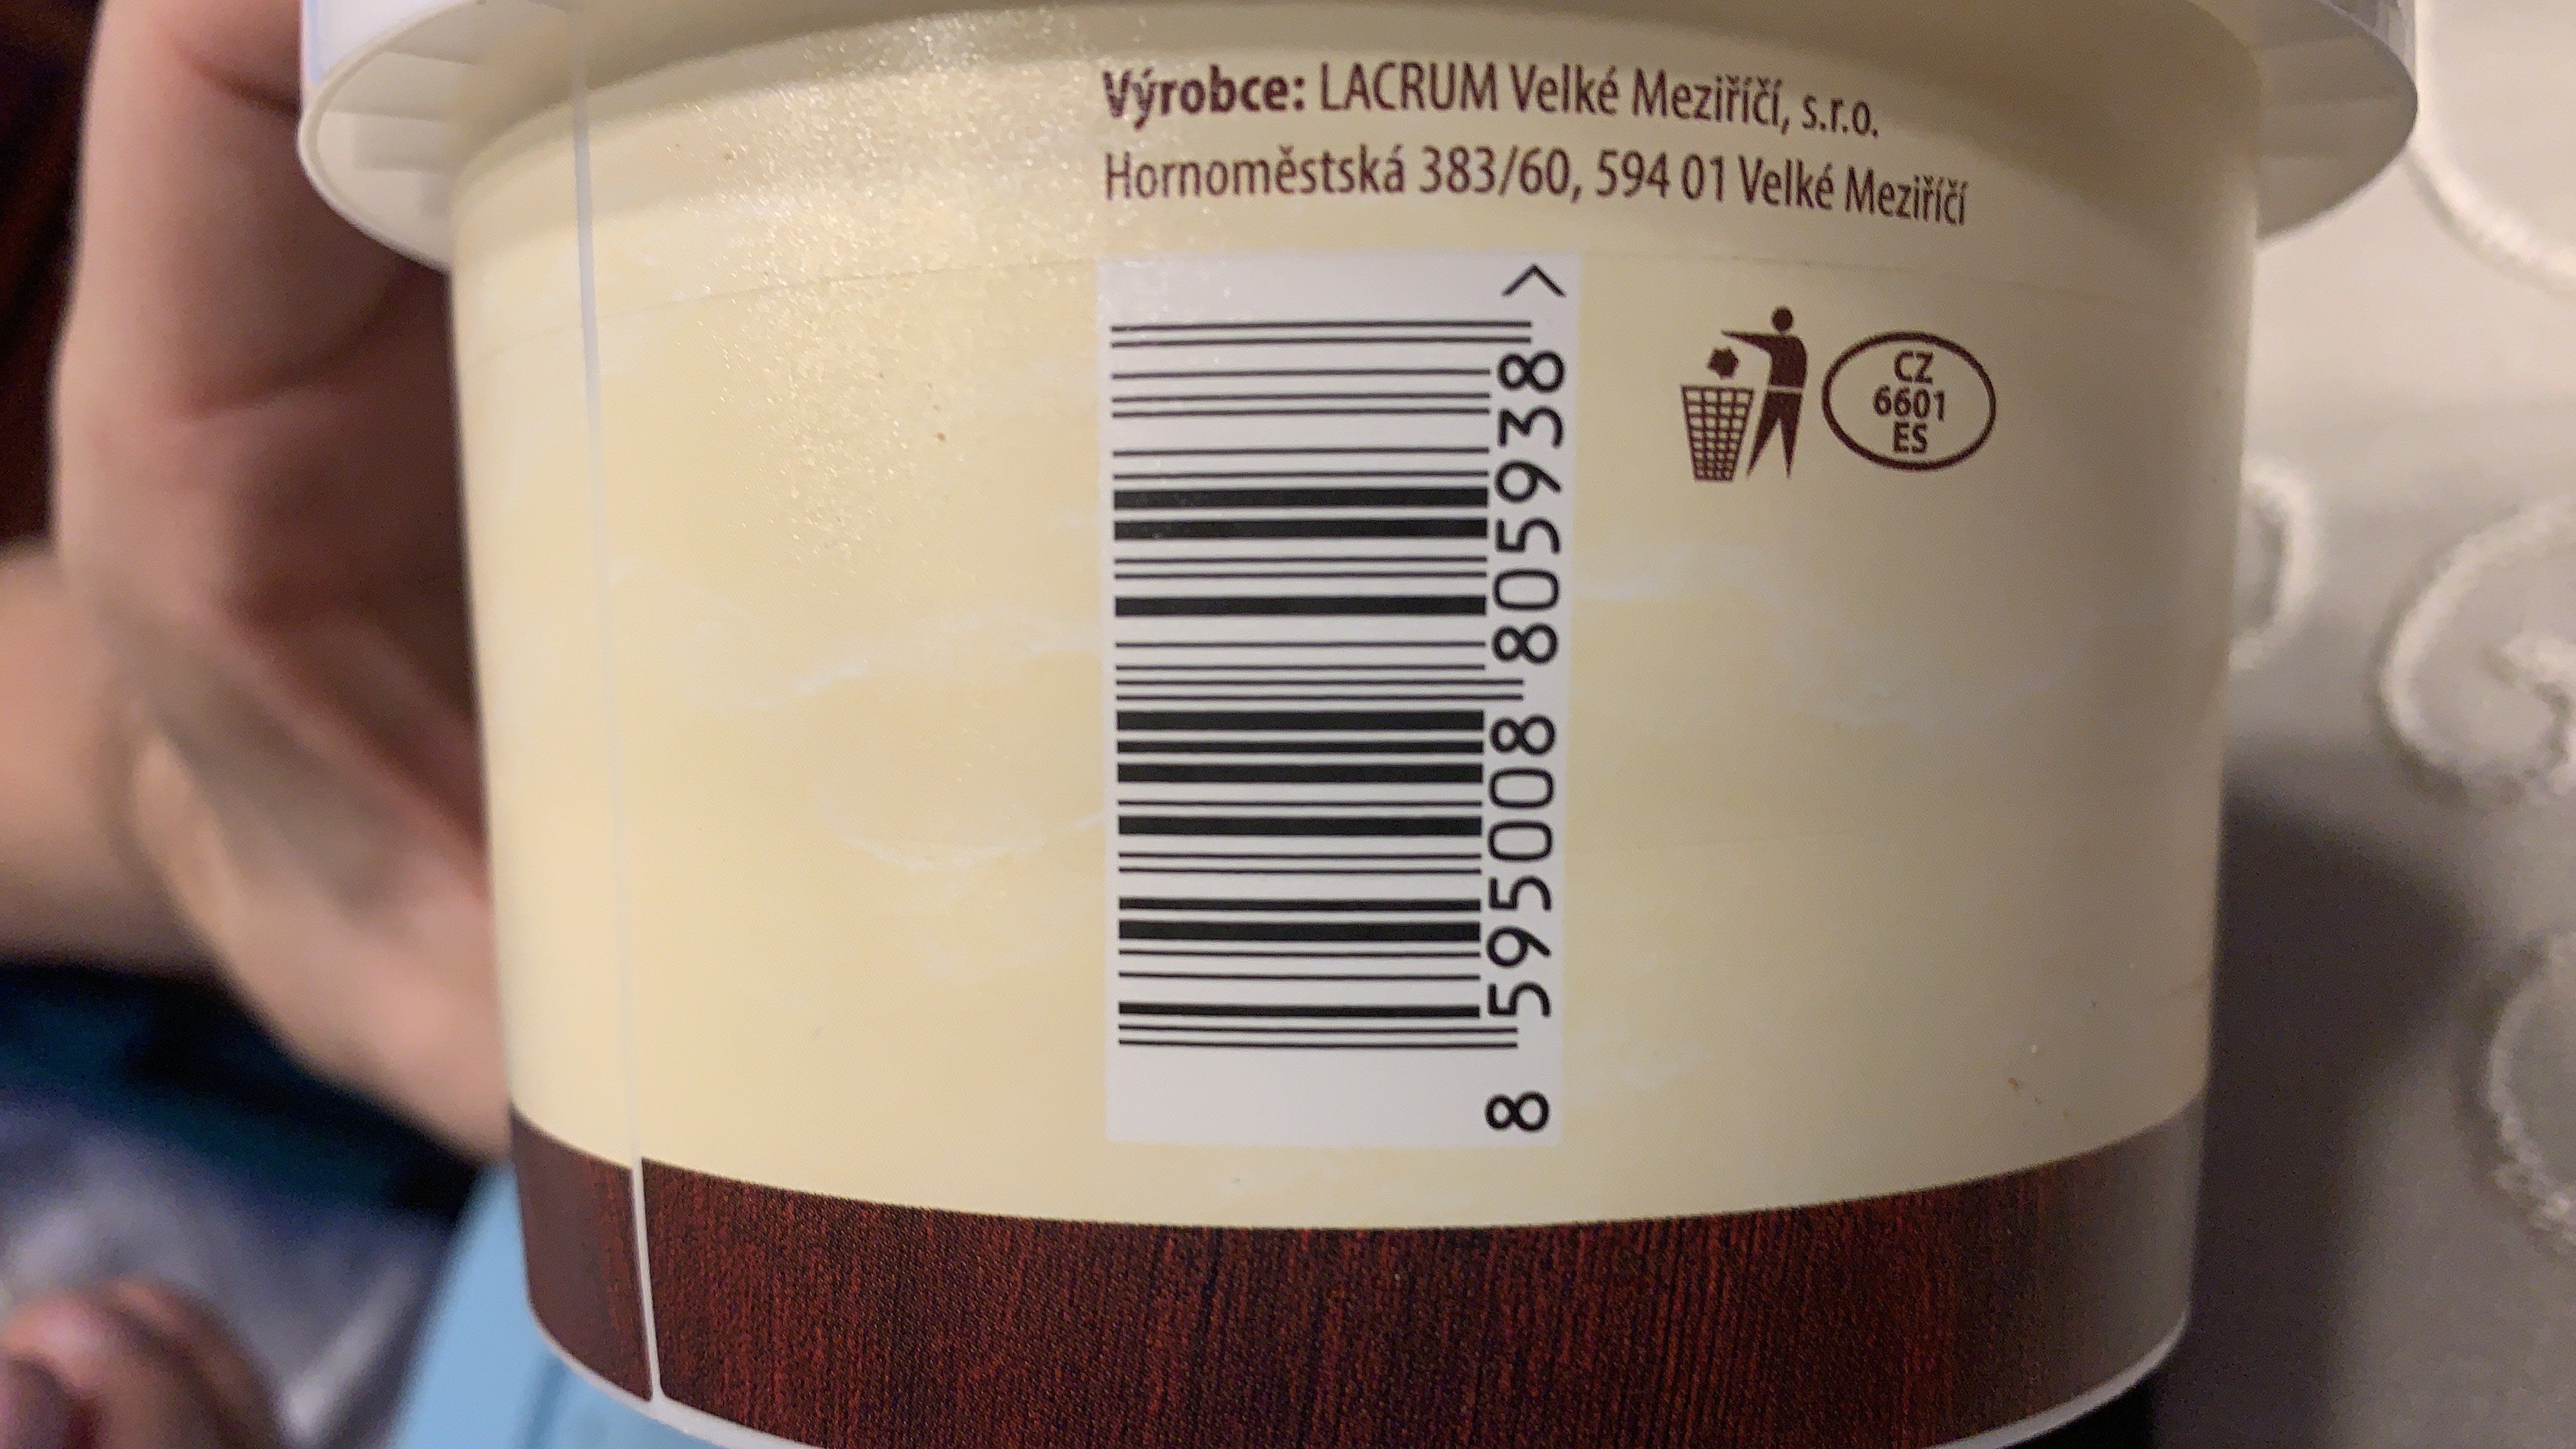 Výrobce: LACRUM Velké Meziříčí, s.r.o.
Hornoměstská 383/60, 594 01 Velké Meziříčí
8 595008 805938 >
CZ
6601
ES